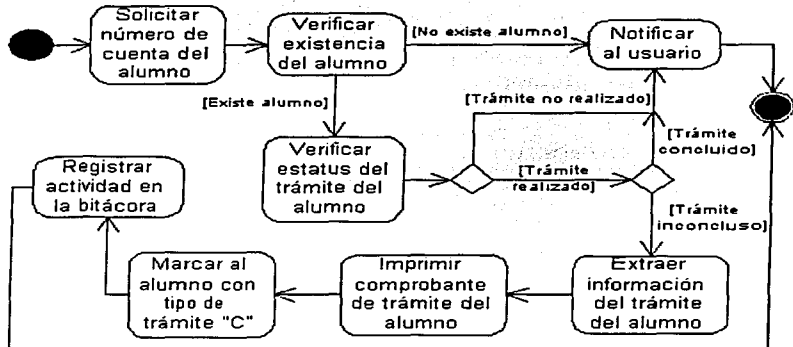 Solicitar
número de
cuenta del
alumno
Verificar
existencia
del alumno
[No existe alumno]
Notificar
al usuario
[Existe alumno]
[Trámite no realizado]
Verificar
estatus del
trámite del
alumno
[Trámite
realizado]
[Trámite
concluido]
[Trámite
inconcluso]
Registrar
actividad en
la bitácora
Marcar al
alumno con
tipo de
trámite "C"
Imprimir
comprobante
de trámite del
alumno
Extraer
información
del trámite
del alumno